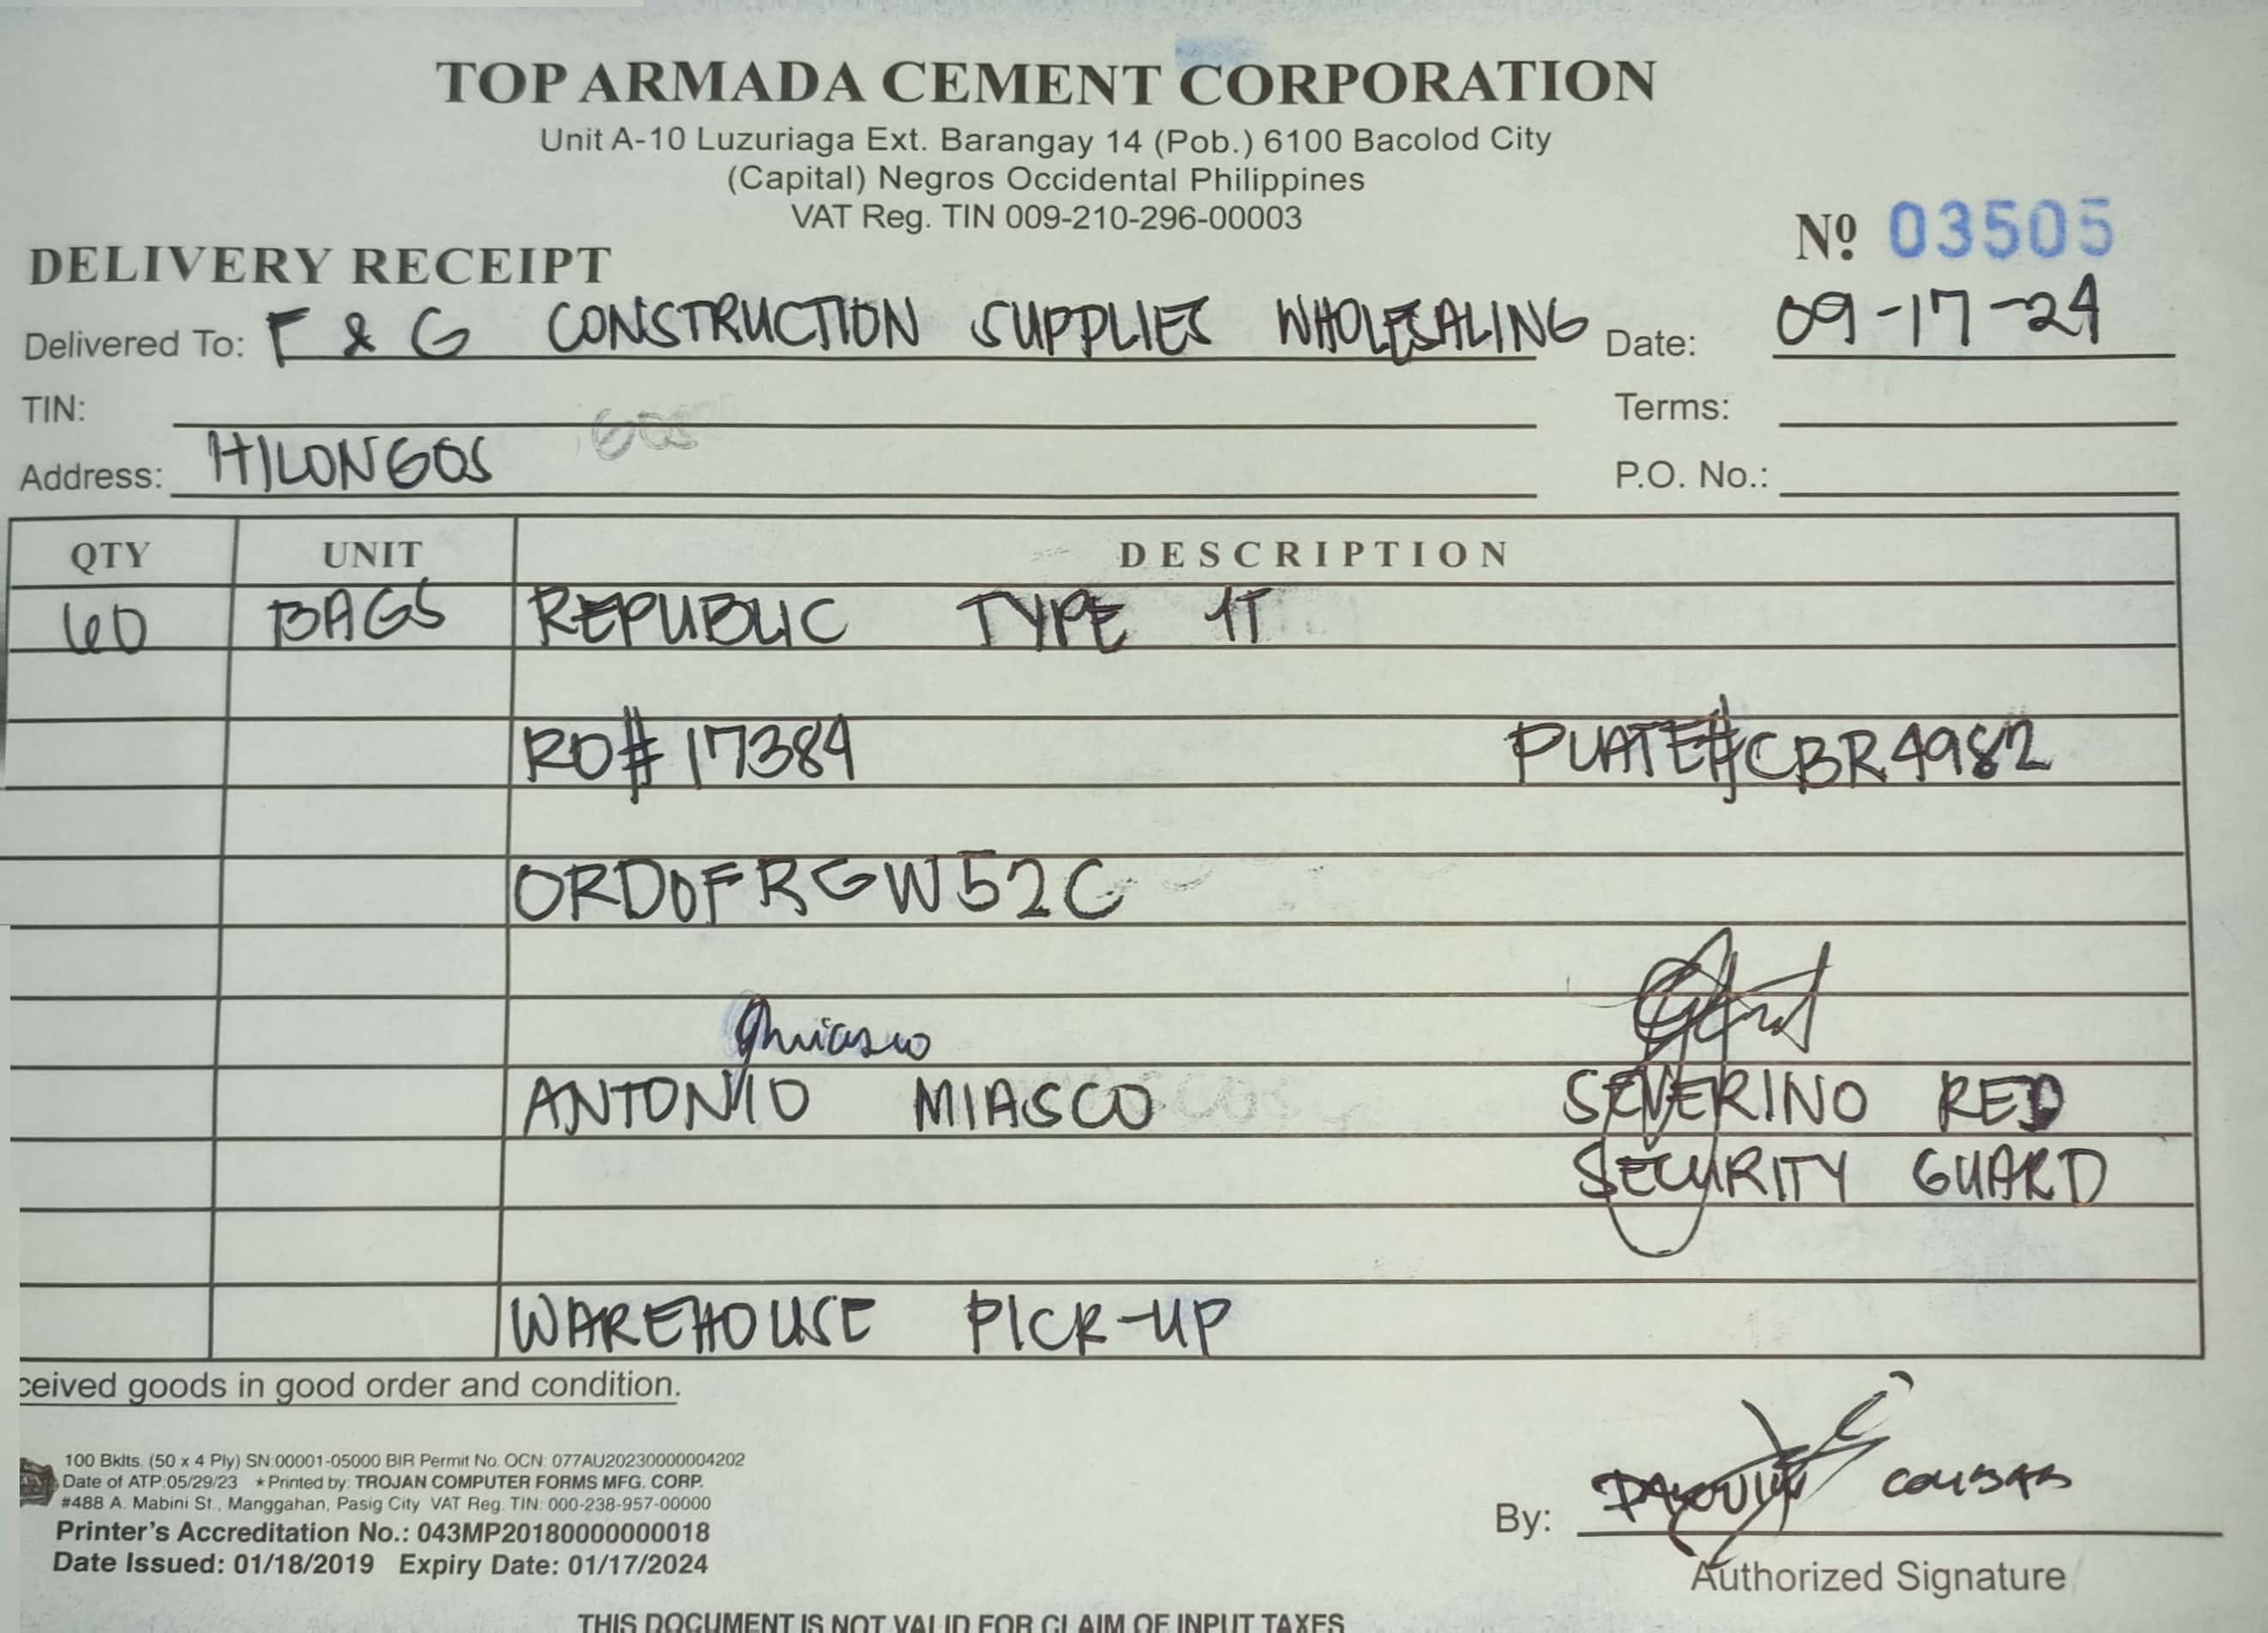 TOP ARMADA CEMENT CORPORATION
Unit A-10 Luzuriaga Ext. Barangay 14 (Pob.) 6100 Bacolod City
(Capital) Negros Occidental Philippines
VAT Reg. TIN 009-210-296-00003
Nº 03505
DELIVERY RECEIPT
Delivered To: F & G CONSTRUCTION SUPPLIES WHOLESALING Date: 09-17-24
TIN: Terms:
Address: HILONGOS P.O. No.:
QTY UNIT DESCRIPTION
60 BAGS REPUBLIC TYPE 1T
RO# 17384 PLATE#CBR4982
ORD0FRGW52C
ANTONIO MIASCO SEVERINO RED
SECURITY GUARD
WAREHOUSE PICK-UP
ceived goods in good order and condition.
100 Bklts. (50 x 4 Ply) SN:00001-05000 BIR Permit No. OCN: 077AU20230000004202
Date of ATP:05/29/23 ★Printed by: TROJAN COMPUTER FORMS MFG. CORP.
#488 A. Mabini St., Manggahan, Pasig City VAT Reg. TIN: 000-238-957-00000
Printer's Accreditation No.: 043MP20180000000018
Date Issued: 01/18/2019 Expiry Date: 01/17/2024
By:
Authorized Signature
THIS DOCUMENT IS NOT VALID FOR CLAIM OF INPUT TAXES